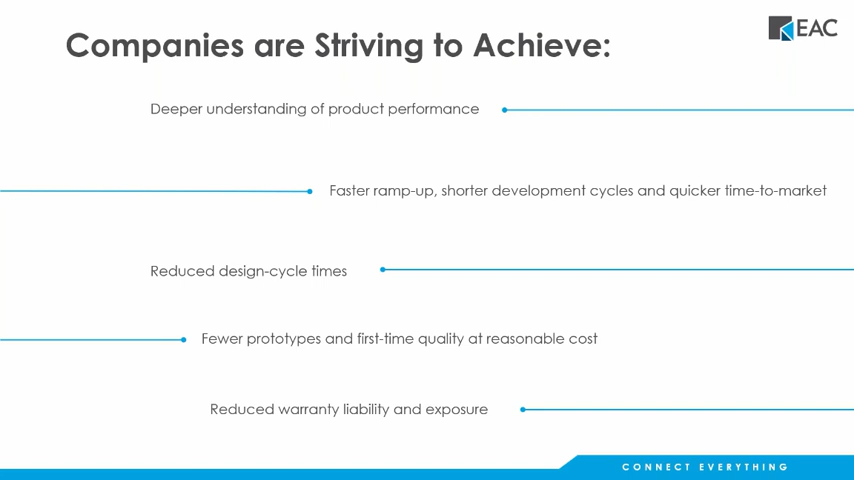 Companies are Striving to Achieve:
EAC
Deeper understanding of product performance
Faster ramp-up, shorter development cycles and quicker time-to-market
Reduced design-cycle times
Fewer prototypes and first-time quality at reasonable cost
Reduced warranty liability and exposure
CONNECT EVERYTHING